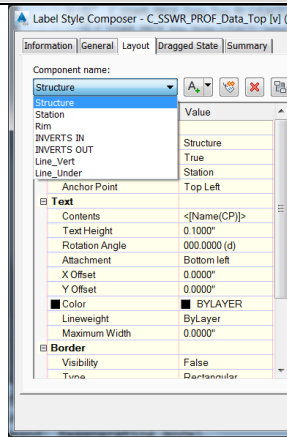 Label Style Composer - C_SSWR_PROF_Data_Top [v] (
Information General Layout Dragged State Summary
Component name:
Structure
Structure
Station
Rim
INVERTS IN
INVERTS OUT
Line_Vert
Line_Under
Value
Structure
True
Station
Anchor Point Top Left
Text
Contents <[Name(CP)]>
Text Height 0.1000"
Rotation Angle 000.0000 (d)
Attachment Bottom left
X Offset 0.0000"
Y Offset 0.0000"
Color BYLAYER
Lineweight ByLayer
Maximum Width 0.0000"
Border
Visibility False
Type Rectangular